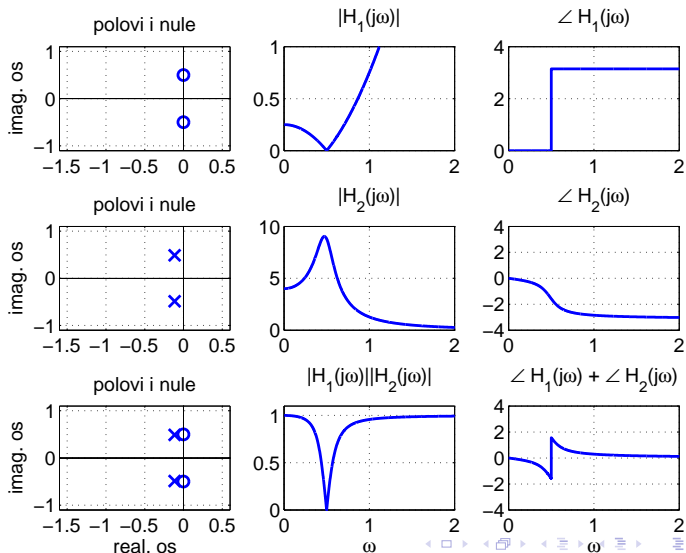 polovi i nule
|H₁(jω)|
∠ H₁(jω)
imag. os
1
0
−1
−1.5 −1 −0.5 0 0.5
1
0.5
0
0 1 2
4
2
0
0 1 2
polovi i nule
|H₂(jω)|
∠ H₂(jω)
imag. os
1
0
−1
−1.5 −1 −0.5 0 0.5
10
5
0
0 1 2
4
2
0
−2
−4
0 1 2
polovi i nule
|H₁(jω)||H₂(jω)|
∠ H₁(jω) + ∠ H₂(jω)
imag. os
1
0
−1
−1.5 −1 −0.5 0 0.5
real. os
1
0.5
0
0 1 2
ω
4
2
0
−2
−4
0 1 2
ω